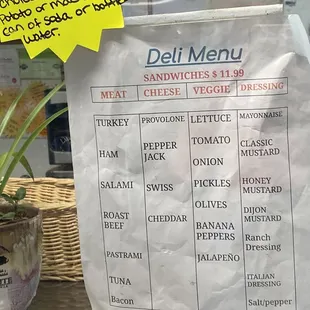 potato or mac
can of soda or bottle
water.
Deli Menu
SANDWICHES $ 11.99
MEAT CHEESE VEGGIE DRESSING
TURKEY PROVOLONE LETTUCE MAYONNAISE
HAM PEPPER JACK TOMATO CLASSIC MUSTARD
ONION
SALAMI SWISS PICKLES HONEY MUSTARD
OLIVES
ROAST BEEF CHEDDAR BANANA PEPPERS DIJON MUSTARD
Ranch Dressing
PASTRAMI JALAPEÑO
TUNA ITALIAN DRESSING
Bacon Salt/pepper